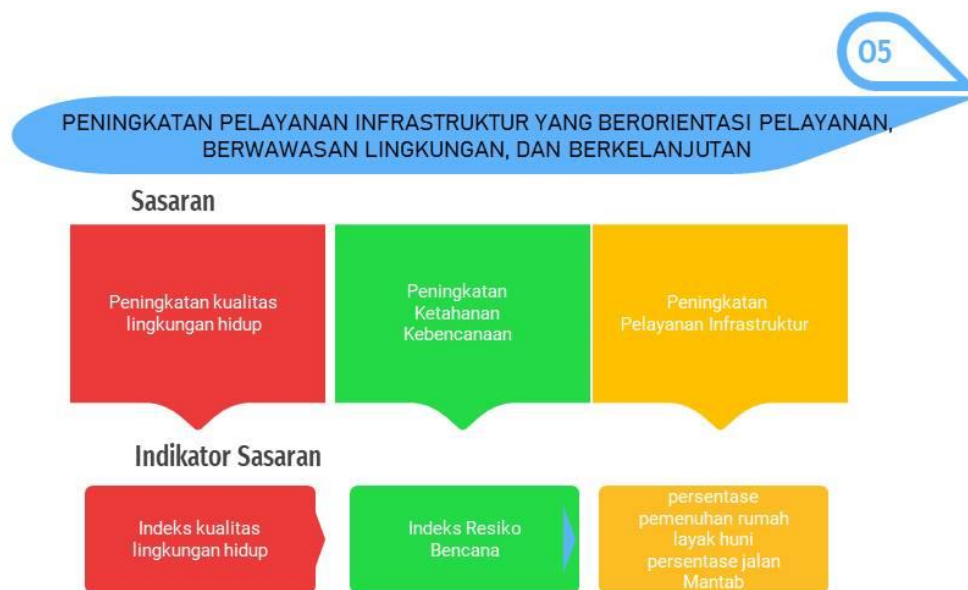 05
PENINGKATAN PELAYANAN INFRASTRUKTUR YANG BERORIENTASI PELAYANAN,
BERWAWASAN LINGKUNGAN, DAN BERKELANJUTAN
Sasaran
Peningkatan kualitas
lingkungan hidup
Peningkatan
Ketahanan
Kebencanaan
Peningkatan
Pelayanan Infrastruktur
Indikator Sasaran
Indeks kualitas
lingkungan hidup
Indeks Resiko
Bencana
persentase
pemenuhan rumah
layak huni
persentase jalan
Mantab